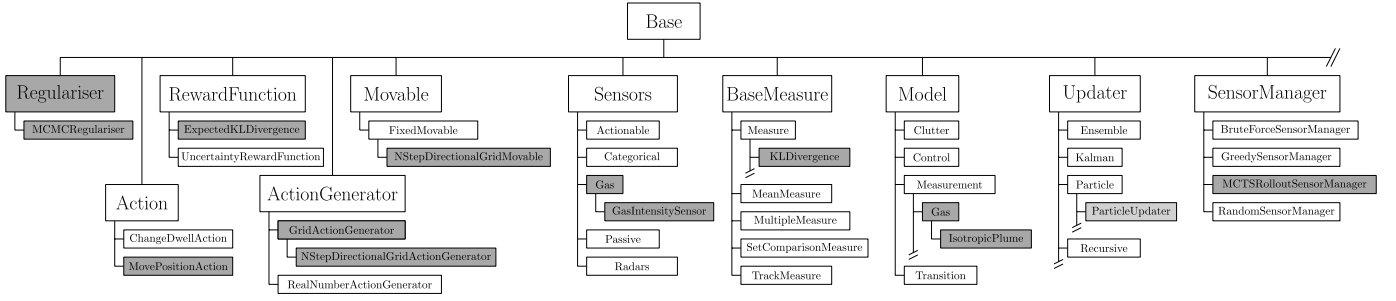 Base
Regulariser
MCMCRegulariser
Action
ChangeDwellAction
MovePositionAction
RewardFunction
ExpectedKLDivergence
UncertaintyRewardFunction
ActionGenerator
GridActionGenerator
NStepDirectionalGridActionGenerator
RealNumberActionGenerator
Movable
FixedMovable
NStepDirectionalGridMovable
Sensors
Actionable
Categorical
Gas
GasIntensitySensor
Passive
Radars
BaseMeasure
Measure
KLDivergence
MeanMeasure
MultipleMeasure
SetComparisonMeasure
TrackMeasure
Model
Clutter
Control
Measurement
Gas
IsotropicPlume
Transition
Updater
Ensemble
Kalman
Particle
ParticleUpdater
Recursive
SensorManager
BruteForceSensorManager
GreedySensorManager
MCTSRolloutSensorManager
RandomSensorManager